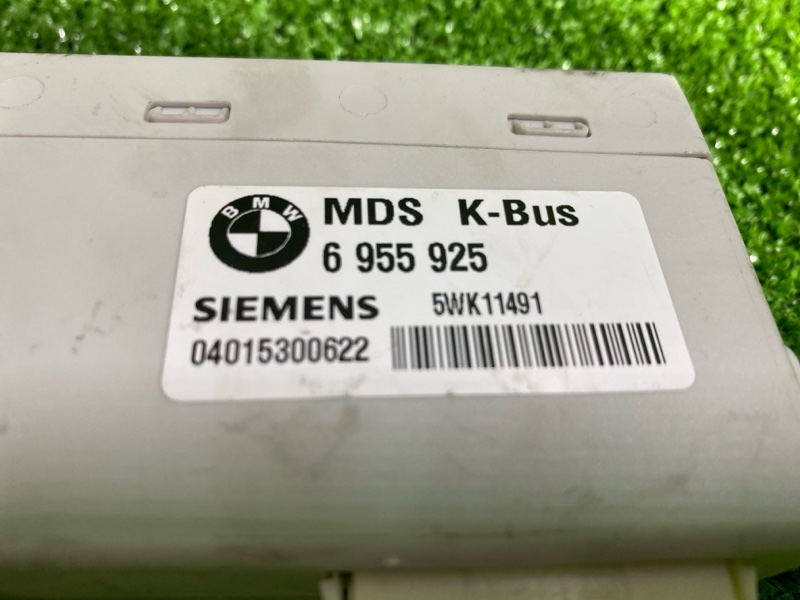 BMW
MDS K-Bus
6 955 925
SIEMENS 5WK11491
04015300622